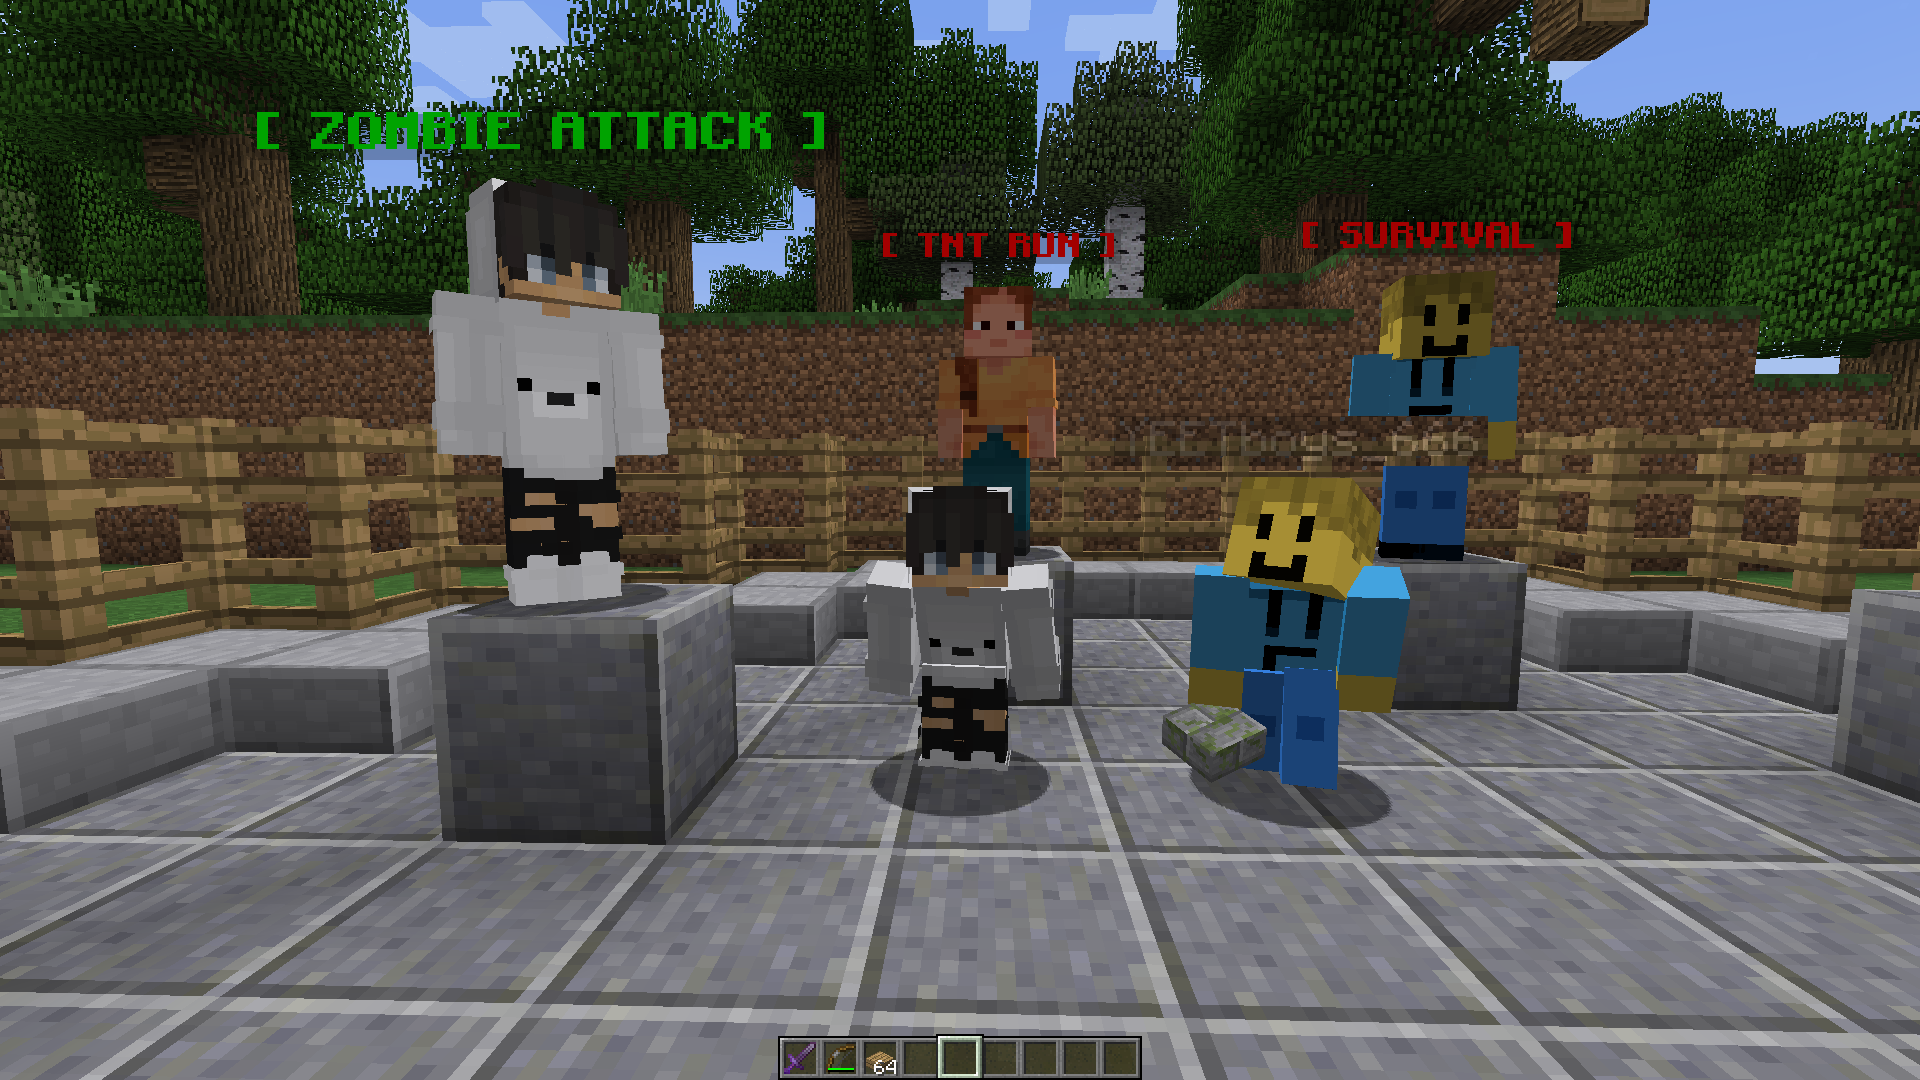 [ ZOMBIE ATTACK ]
[ TNT RUN ]
[ SURVIVAL ]
64